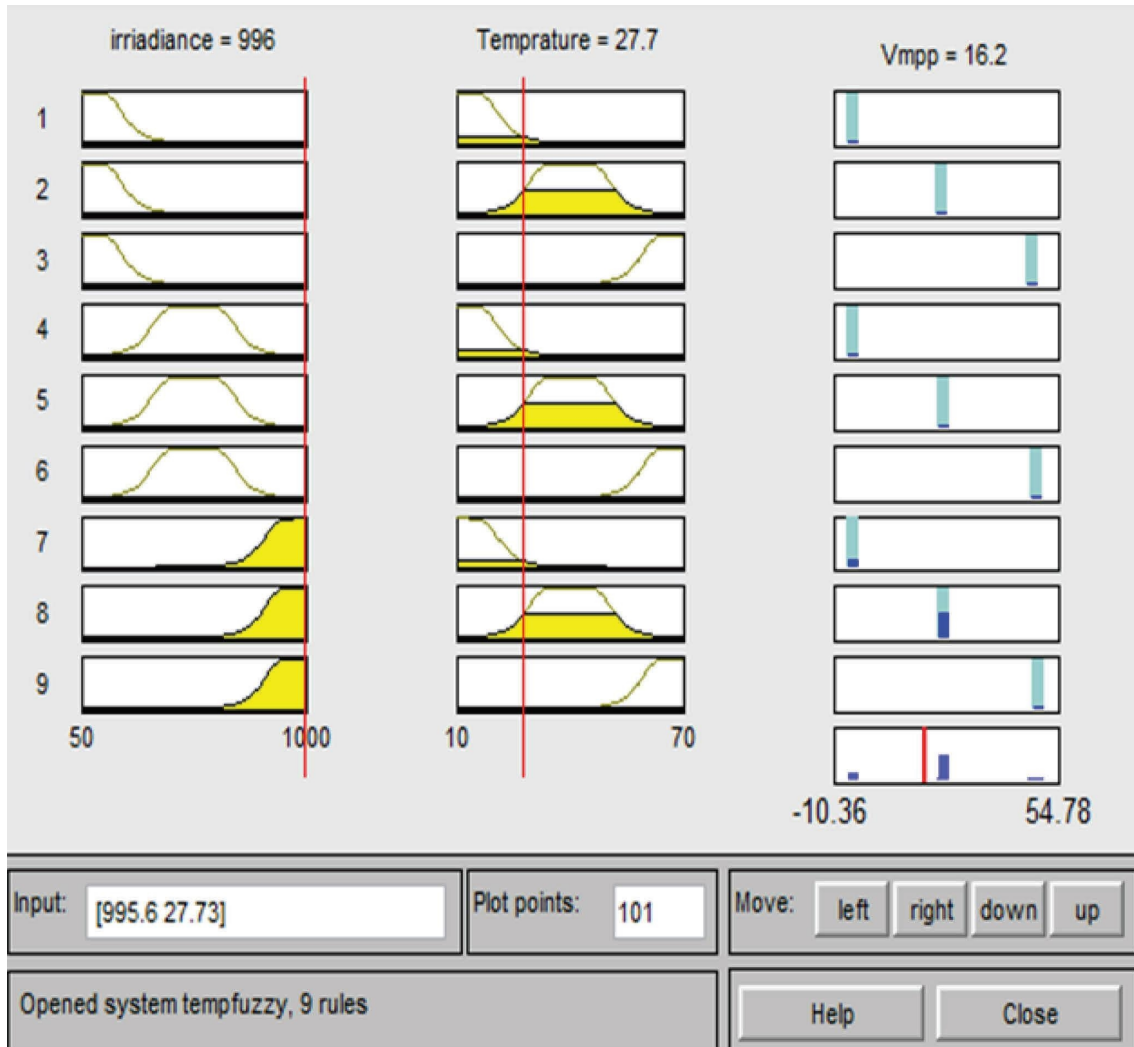 irriadiance = 996
Temprature = 27.7
Vmpp = 16.2
1
2
3
4
5
6
7
8
9
50 1000
10 70
-10.36 54.78
Input: [995.6 27.73]
Plot points: 101
Move: left right down up
Opened system tempfuzzy, 9 rules
Help Close